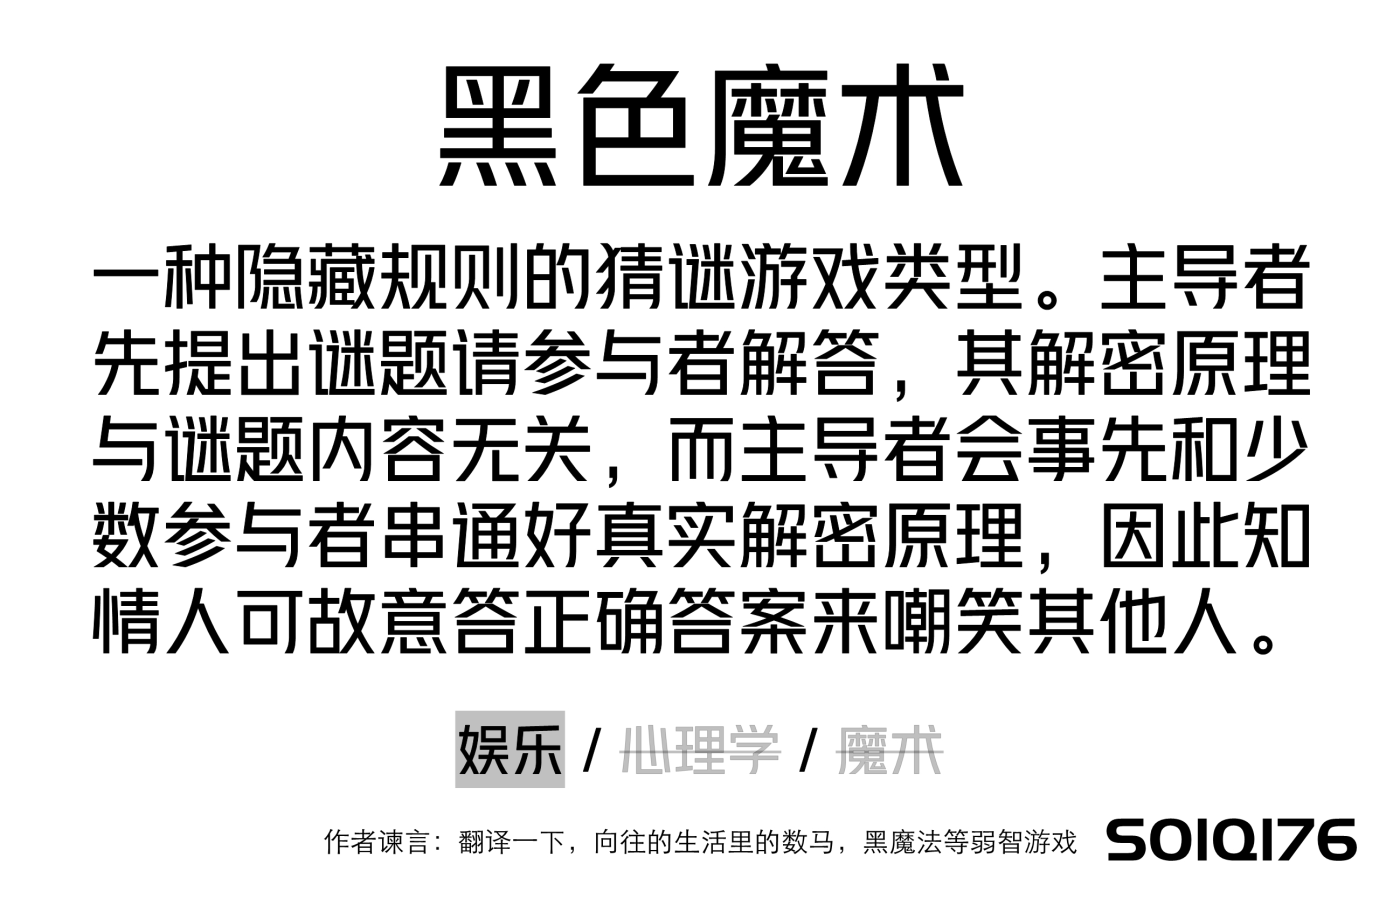 黑色魔术
一种隐藏规则的猜谜游戏类型。主导者
先提出谜题请参与者解答，其解密原理
与谜题内容无关，而主导者会事先和少
数参与者串通好真实解密原理，因此知
情人可故意答正确答案来嘲笑其他人。
娱乐 / 心理学 / 魔术
作者谏言：翻译一下，向往的生活里的数马，黑魔法等弱智游戏 SOIQI76